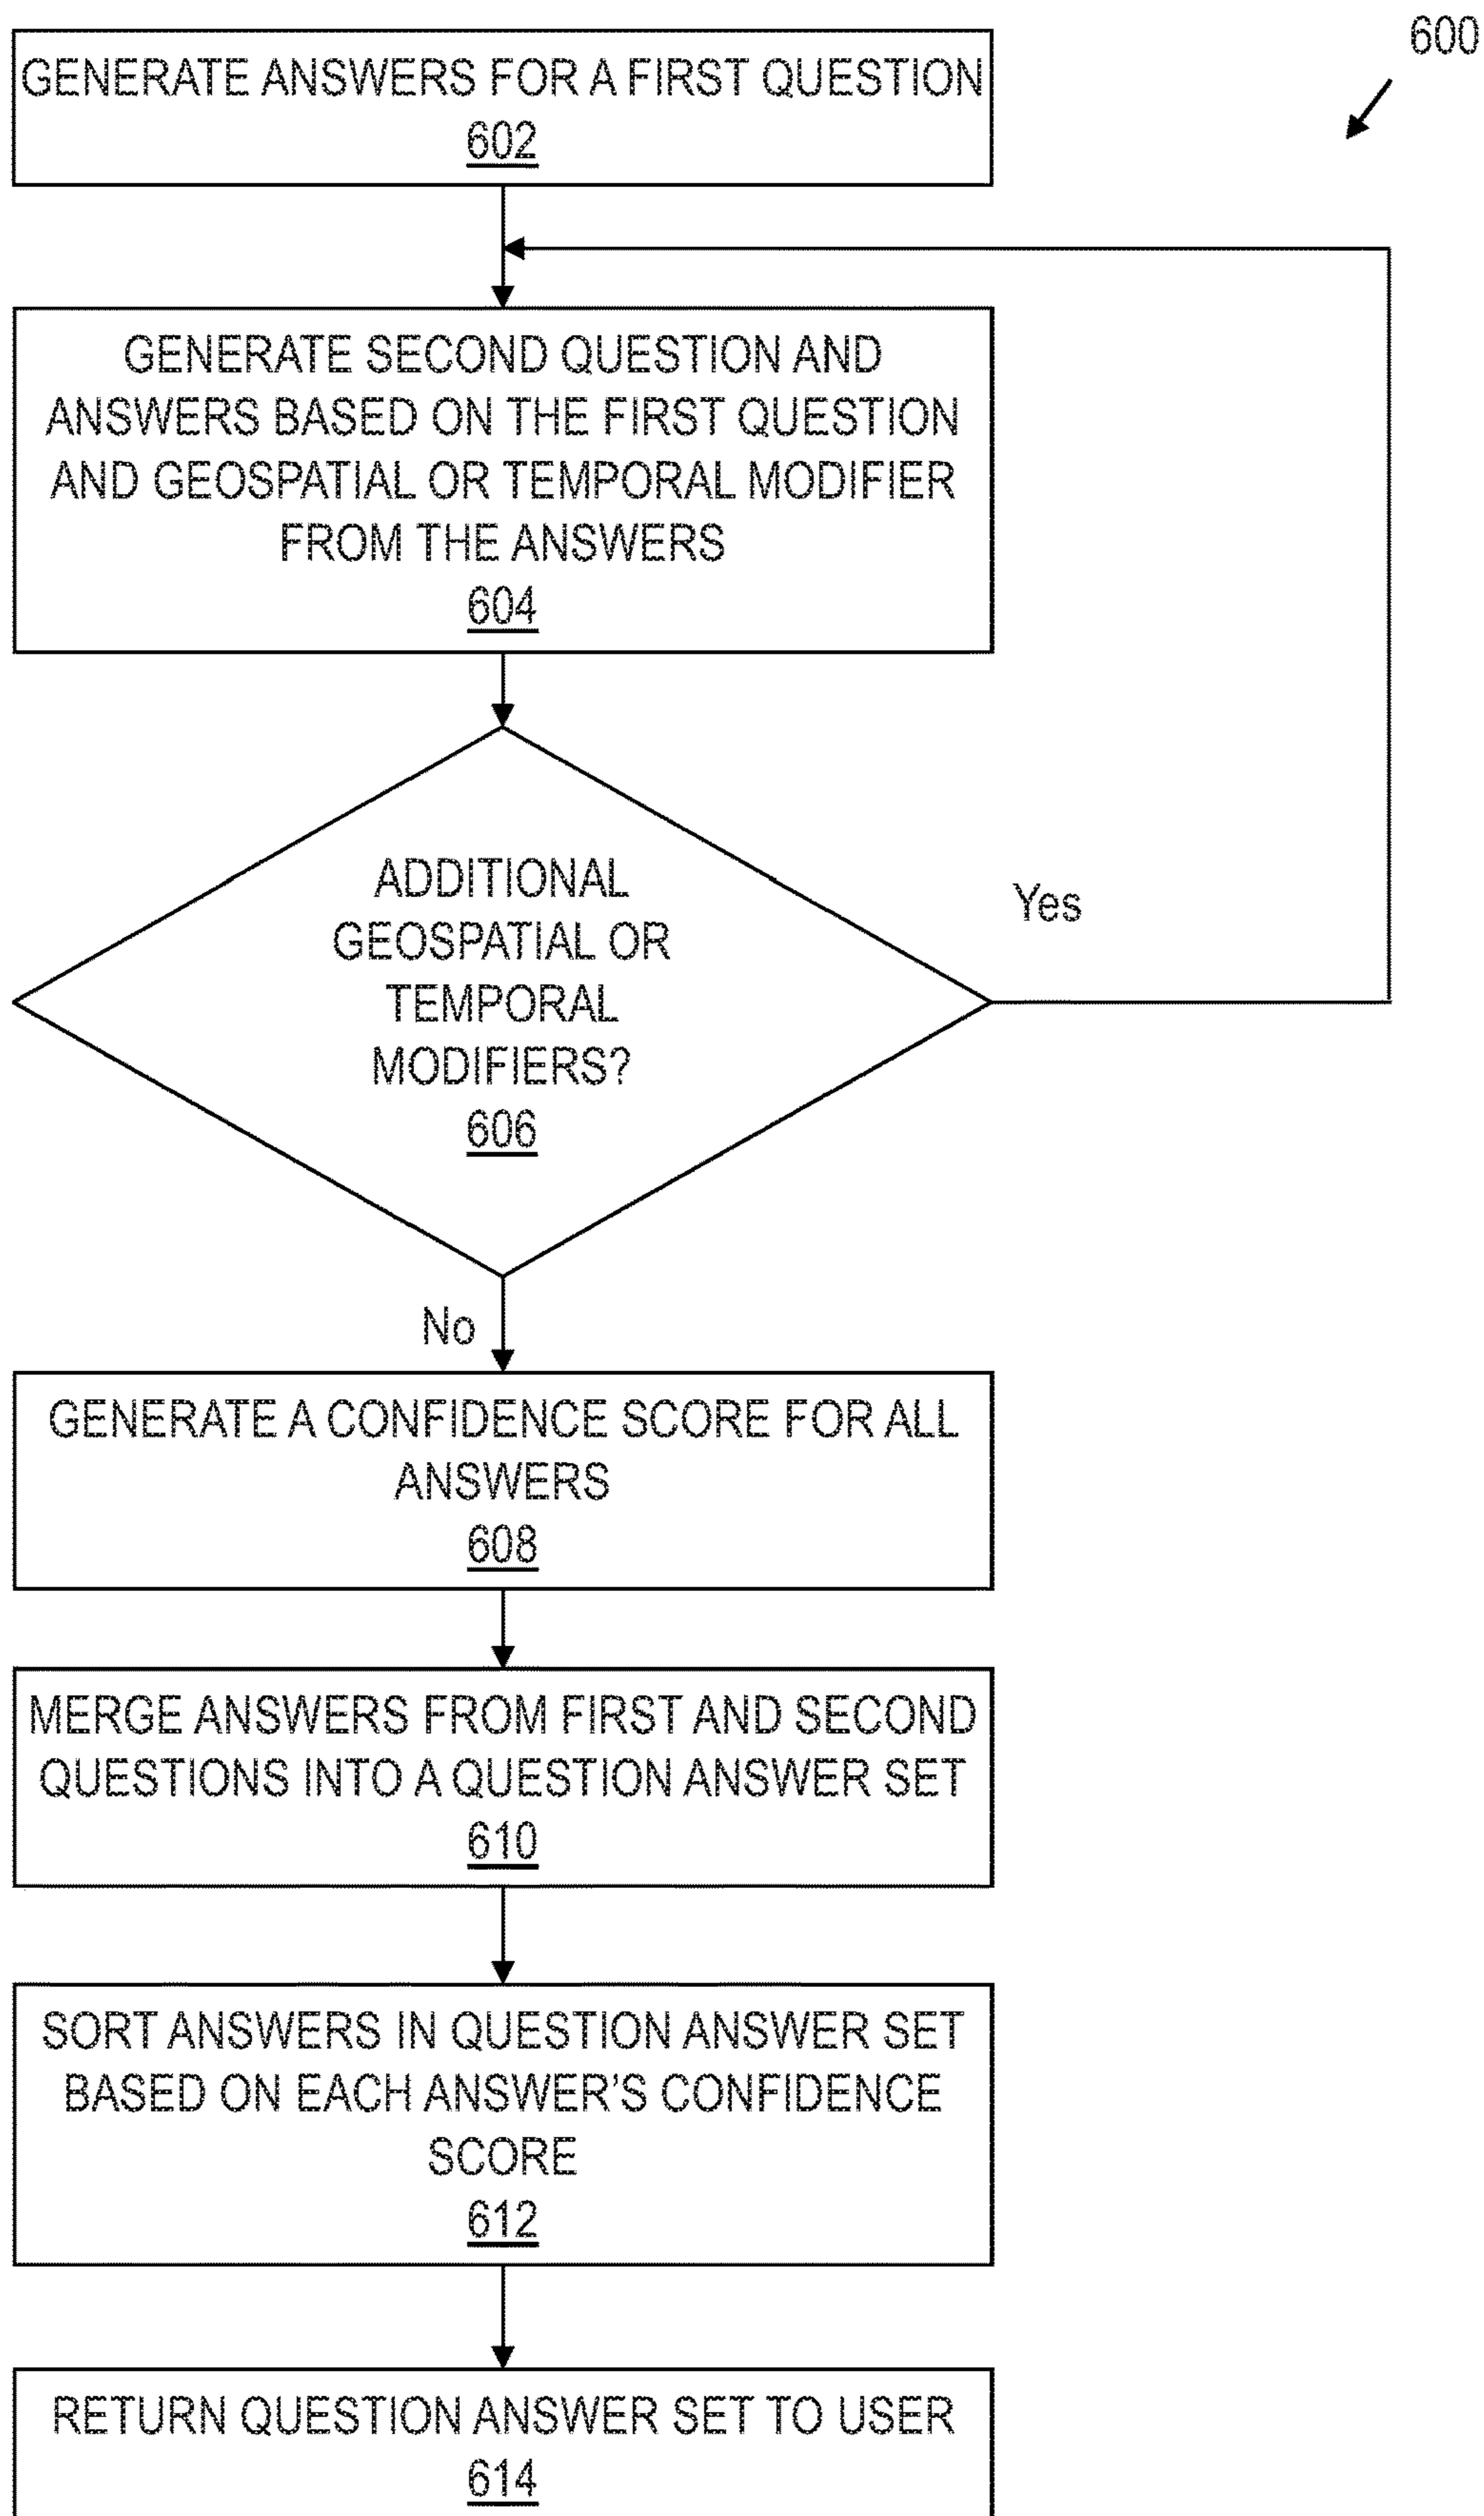 600
GENERATE ANSWERS FOR A FIRST QUESTION
602
GENERATE SECOND QUESTION AND
ANSWERS BASED ON THE FIRST QUESTION
AND GEOSPATIAL OR TEMPORAL MODIFIER
FROM THE ANSWERS
604
ADDITIONAL
GEOSPATIAL OR
TEMPORAL
MODIFIERS?
606
Yes
No
GENERATE A CONFIDENCE SCORE FOR ALL
ANSWERS
608
MERGE ANSWERS FROM FIRST AND SECOND
QUESTIONS INTO A QUESTION ANSWER SET
610
SORT ANSWERS IN QUESTION ANSWER SET
BASED ON EACH ANSWER’S CONFIDENCE
SCORE
612
RETURN QUESTION ANSWER SET TO USER
614